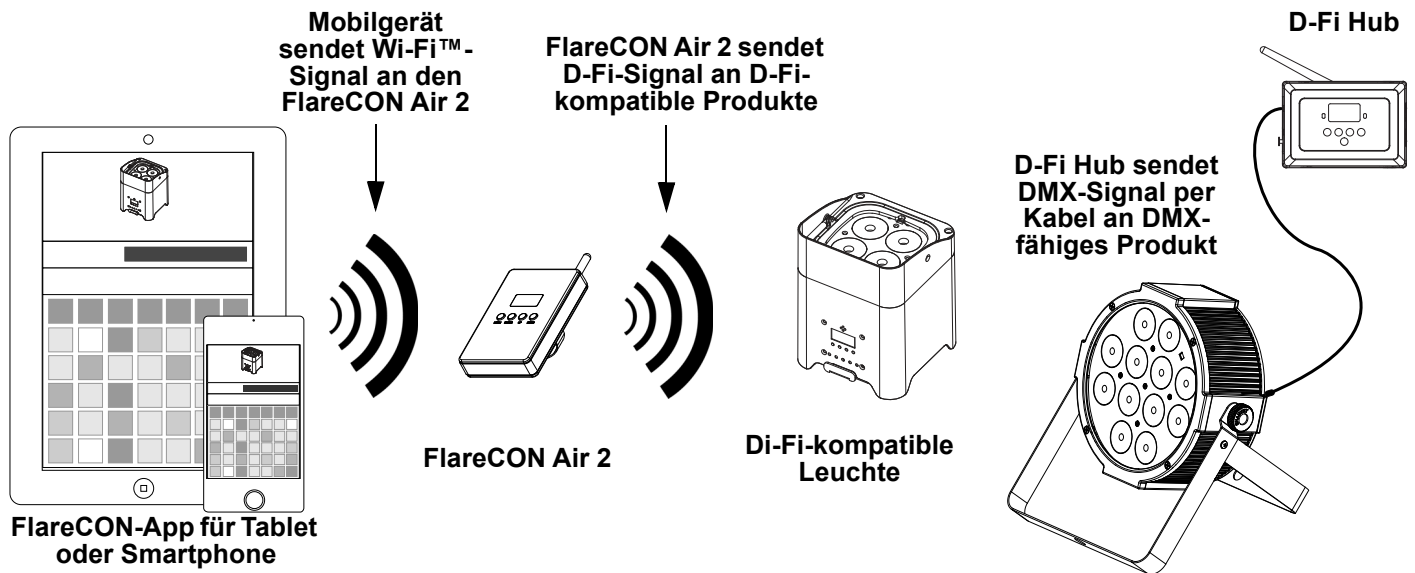 Mobilgerät
sendet Wi-Fi™-
Signal an den
FlareCON Air 2
FlareCON Air 2 sendet
D-Fi-Signal an D-Fi-
kompatible Produkte
D-Fi Hub
D-Fi Hub sendet
DMX-Signal per
Kabel an DMX-
fähiges Produkt
FlareCON Air 2
Di-Fi-kompatible
Leuchte
FlareCON-App für Tablet
oder Smartphone